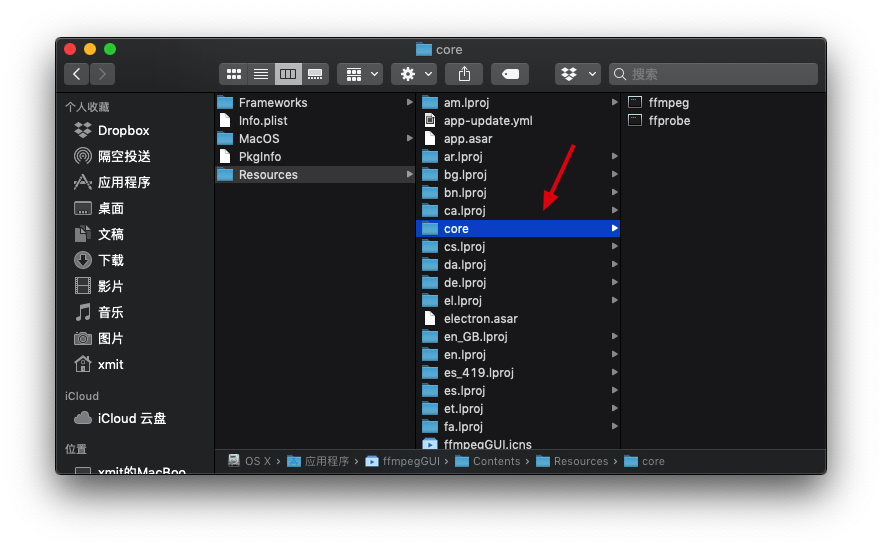 core
搜索
个人收藏
Dropbox
隔空投送
应用程序
桌面
文稿
下载
影片
音乐
图片
xmit
iCloud
iCloud 云盘
位置
xmit的MacBoo
Frameworks
Info.plist
MacOS
PkgInfo
Resources
am.lproj
app-update.yml
app.asar
ar.lproj
bg.lproj
bn.lproj
ca.lproj
core
cs.lproj
da.lproj
de.lproj
el.lproj
electron.asar
en_GB.lproj
en.lproj
es_419.lproj
es.lproj
et.lproj
fa.lproj
ffmpegGUI.icns
ffmpeg
ffprobe
OS X › 应用程序 › ffmpegGUI › Contents › Resources › core